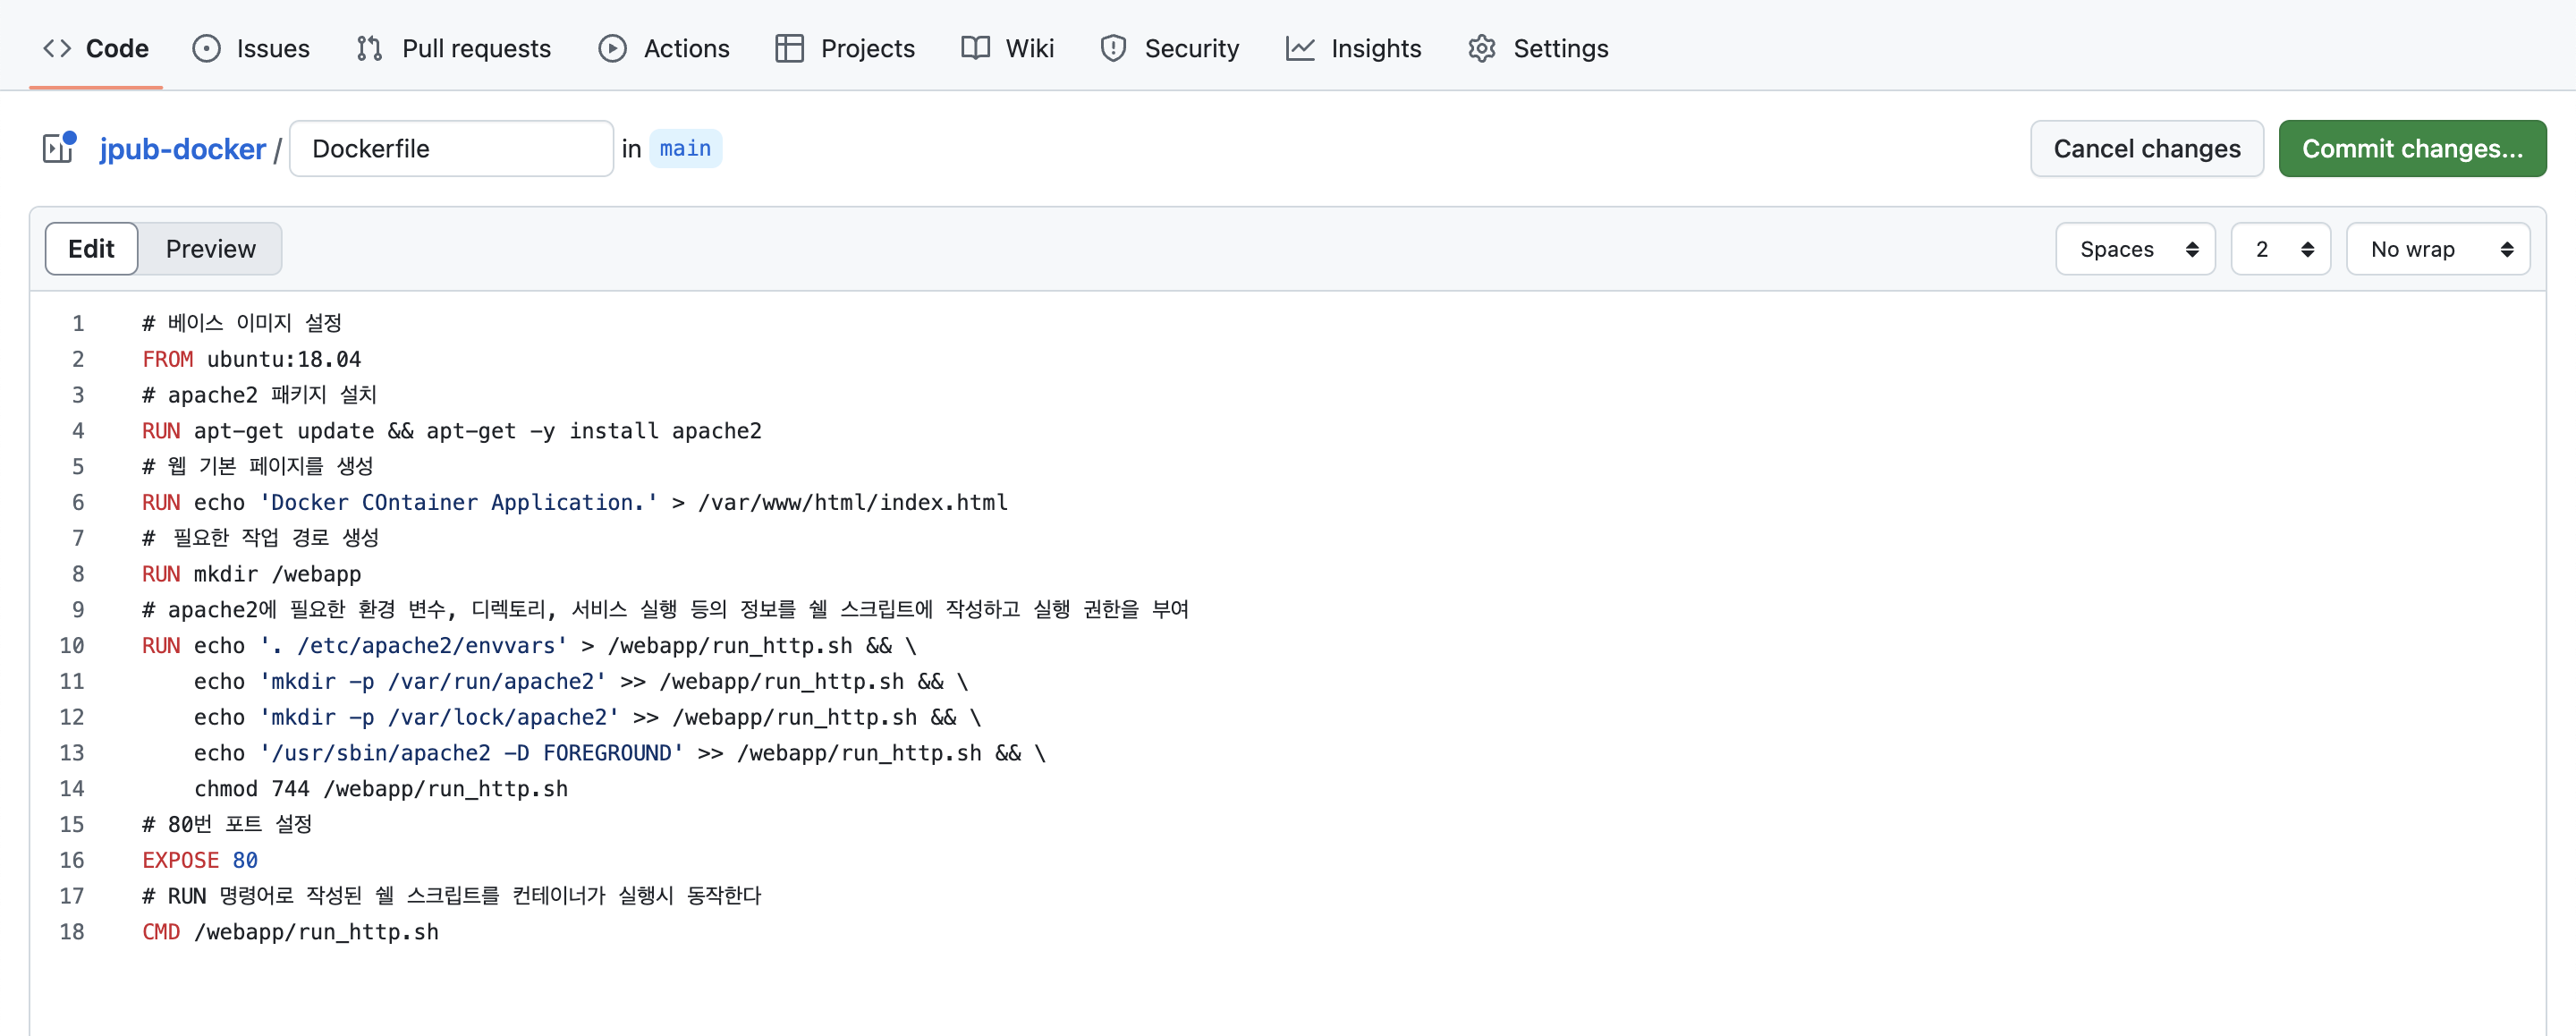 Code Issues Pull requests Actions Projects Wiki Security Insights Settings
jpub-docker / Dockerfile in main Cancel changes Commit changes...
Edit Preview Spaces 2 No wrap
1 # 베이스 이미지 설정
2 FROM ubuntu:18.04
3 # apache2 패키지 설치
4 RUN apt-get update && apt-get -y install apache2
5 # 웹 기본 페이지를 생성
6 RUN echo 'Docker COntainer Application.' > /var/www/html/index.html
7 # 필요한 작업 경로 생성
8 RUN mkdir /webapp
9 # apache2에 필요한 환경 변수, 디렉토리, 서비스 실행 등의 정보를 쉘 스크립트에 작성하고 실행 권한을 부여
10 RUN echo '. /etc/apache2/envvars' > /webapp/run_http.sh && \
11 echo 'mkdir -p /var/run/apache2' >> /webapp/run_http.sh && \
12 echo 'mkdir -p /var/lock/apache2' >> /webapp/run_http.sh && \
13 echo '/usr/sbin/apache2 -D FOREGROUND' >> /webapp/run_http.sh && \
14 chmod 744 /webapp/run_http.sh
15 # 80번 포트 설정
16 EXPOSE 80
17 # RUN 명령어로 작성된 쉘 스크립트를 컨테이너가 실행시 동작한다
18 CMD /webapp/run_http.sh